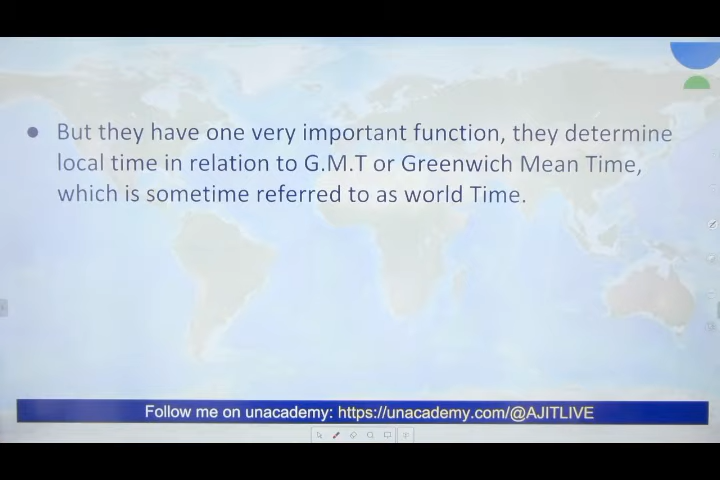 But they have one very important function, they determine
local time in relation to G.M.T or Greenwich Mean Time,
which is sometime referred to as world Time.
Follow me on unacademy: https://unacademy.com/@AJITLIVE